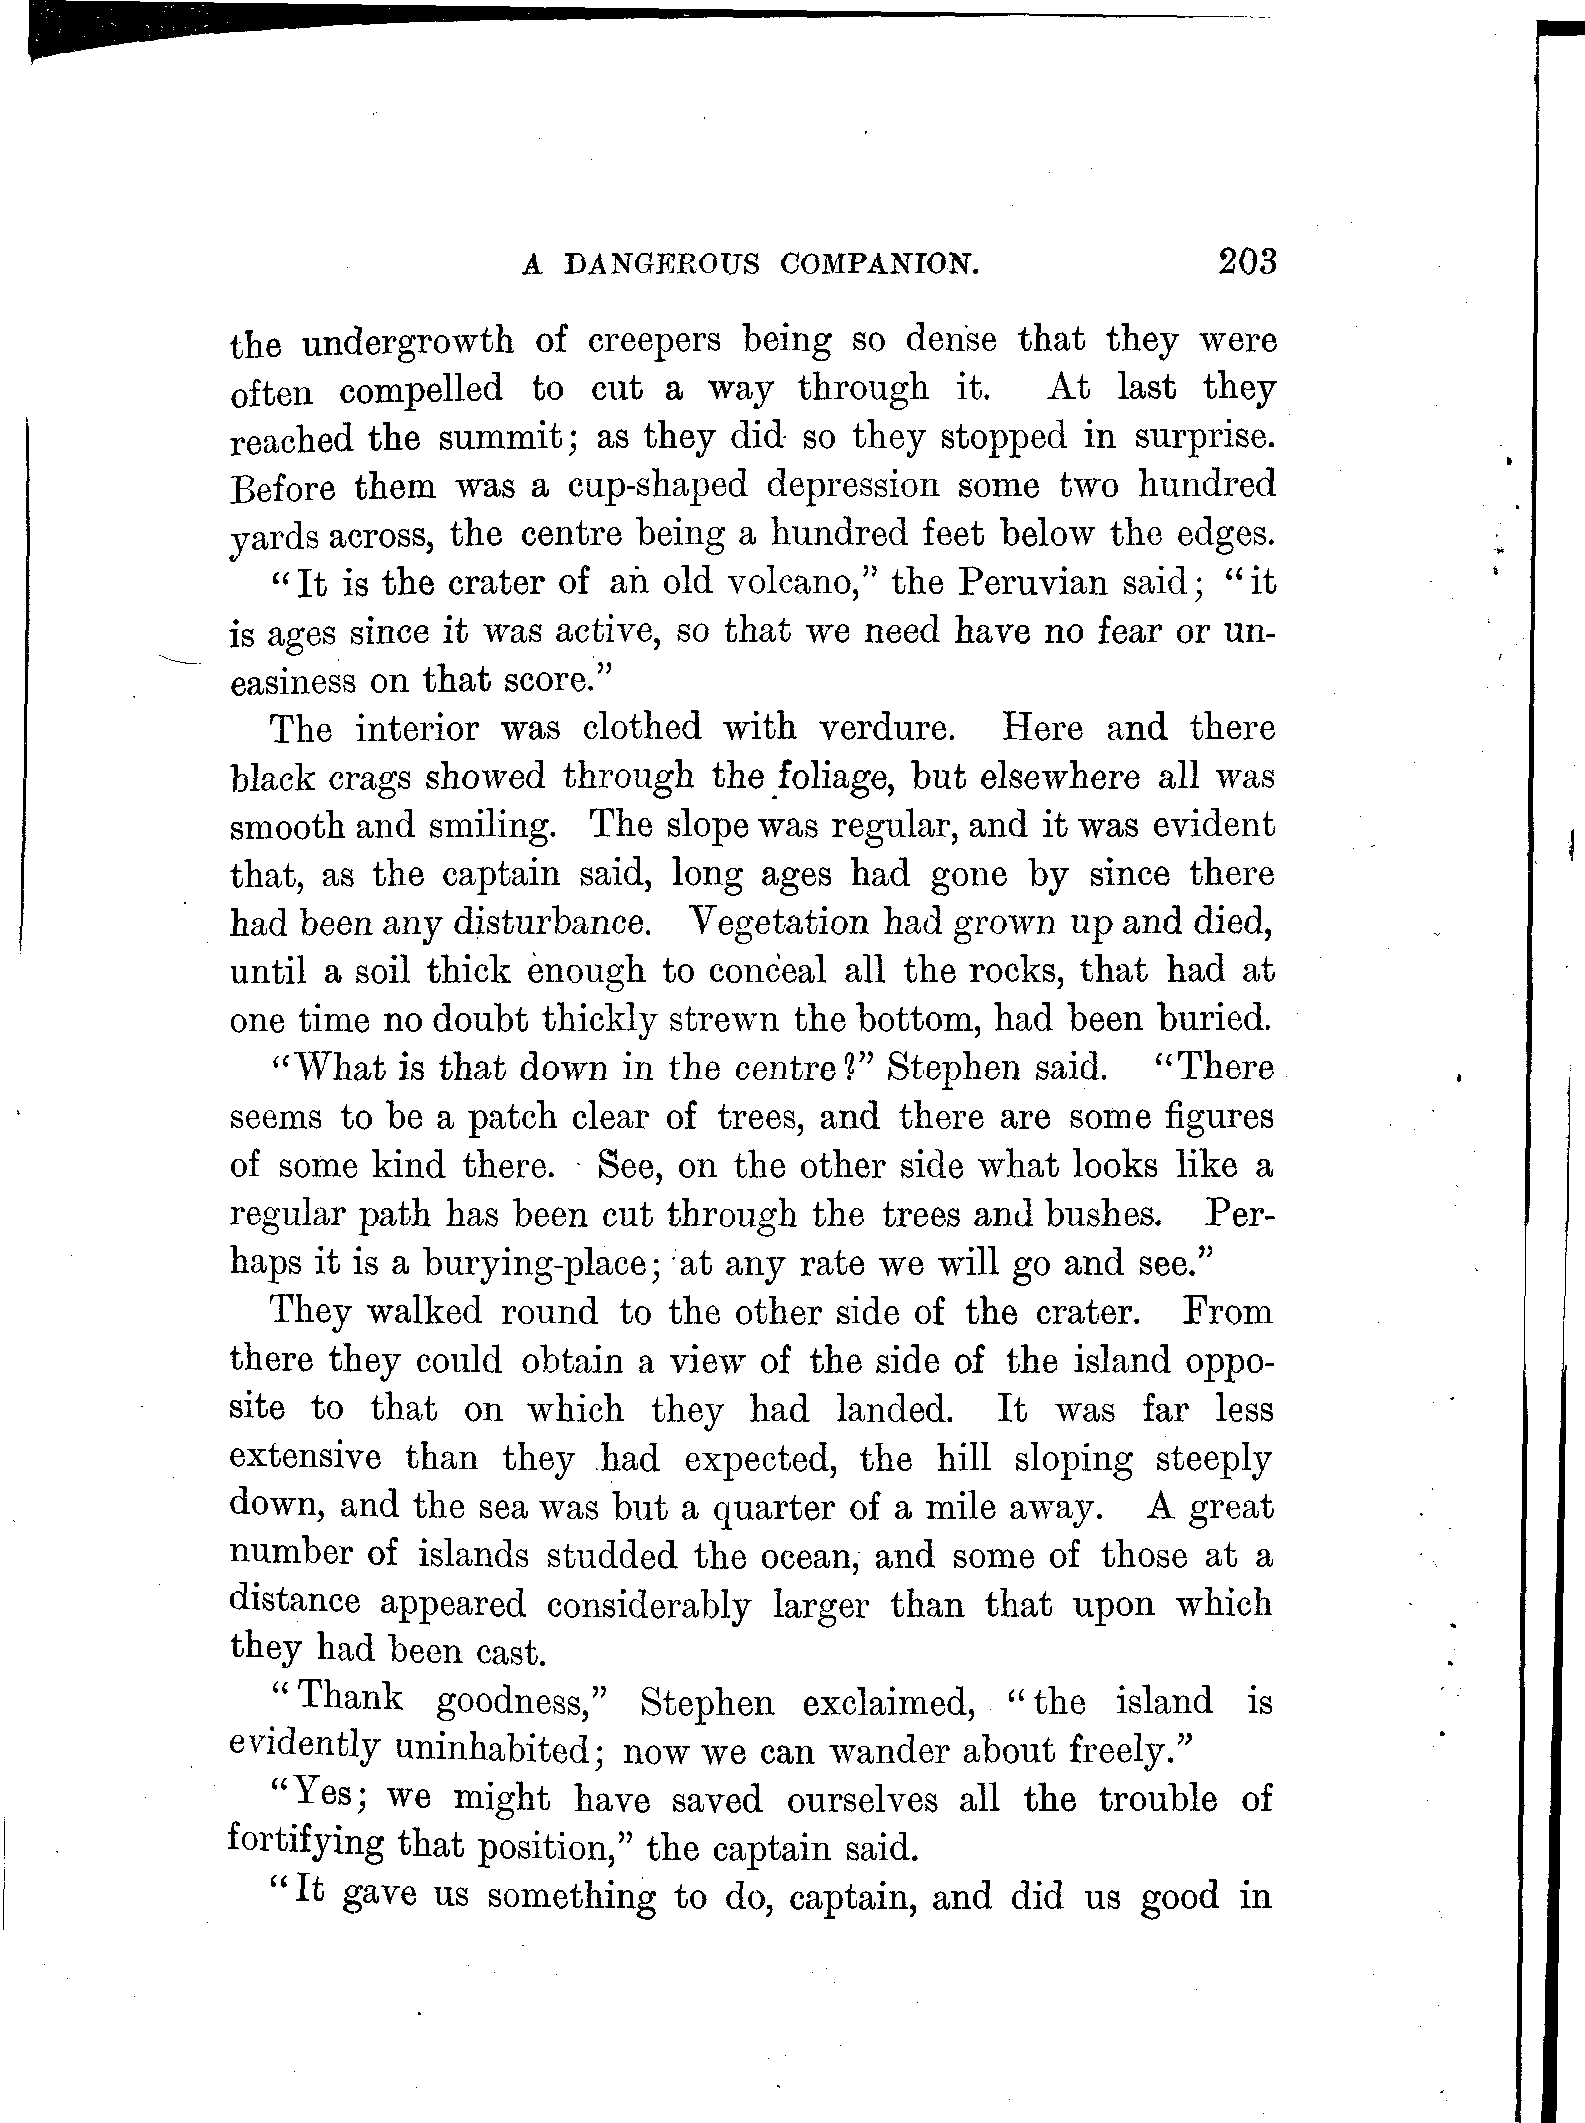 A DANGEROUS COMPANION. 203
the undergrowth of creepers being so dense that they were
often compelled to cut a way through it. At last they
reached the summit; as they did so they stopped in surprise.
Before them was a cup-shaped depression some two hundred
yards across, the centre being a hundred feet below the edges.
"It is the crater of an old volcano," the Peruvian said; "it
is ages since it was active, so that we need have no fear or un-
easiness on that score."
The interior was clothed with verdure. Here and there
black crags showed through the foliage, but elsewhere all was
smooth and smiling. The slope was regular, and it was evident
that, as the captain said, long ages had gone by since there
had been any disturbance. Vegetation had grown up and died,
until a soil thick enough to conceal all the rocks, that had at
one time no doubt thickly strewn the bottom, had been buried.
"What is that down in the centre?" Stephen said. "There
seems to be a patch clear of trees, and there are some figures
of some kind there. See, on the other side what looks like a
regular path has been cut through the trees and bushes. Per-
haps it is a burying-place; at any rate we will go and see."
They walked round to the other side of the crater. From
there they could obtain a view of the side of the island oppo-
site to that on which they had landed. It was far less
extensive than they had expected, the hill sloping steeply
down, and the sea was but a quarter of a mile away. A great
number of islands studded the ocean, and some of those at a
distance appeared considerably larger than that upon which
they had been cast.
"Thank goodness," Stephen exclaimed, "the island is
evidently uninhabited; now we can wander about freely."
"Yes; we might have saved ourselves all the trouble of
fortifying that position," the captain said.
"It gave us something to do, captain, and did us good in